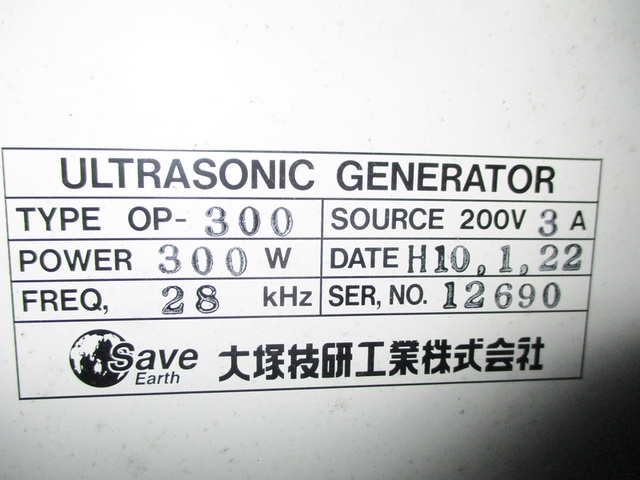 ULTRASONIC GENERATOR
TYPE OP-300 SOURCE 200V 3 A
POWER 300 W DATE H10,1,22
FREQ, 28 kHz SER, NO. 12690
Save Earth 大塚技研工業株式会社